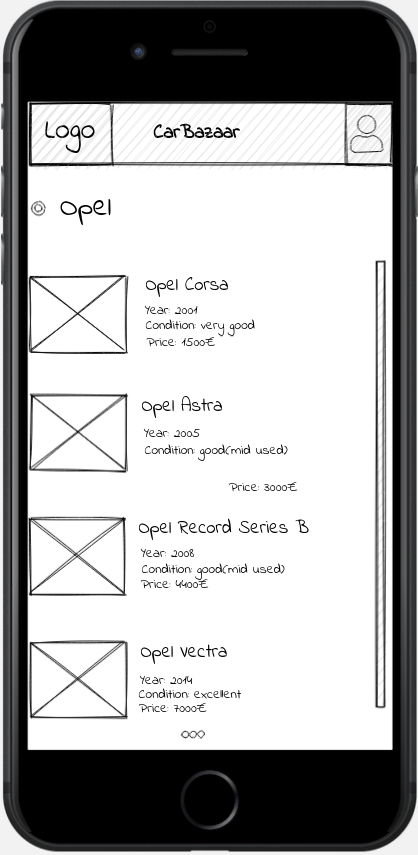 Logo
CarBazaar
Opel
Opel Corsa
Year: 2001
Condition: very good
Price: 1500€
Opel Astra
Year: 2005
Condition: good(mid used)
Price: 3000€
Opel Record Series B
Year: 2008
Condition: good(mid used)
Price: 4400€
Opel Vectra
Year: 2014
Condition: excellent
Price: 7000€